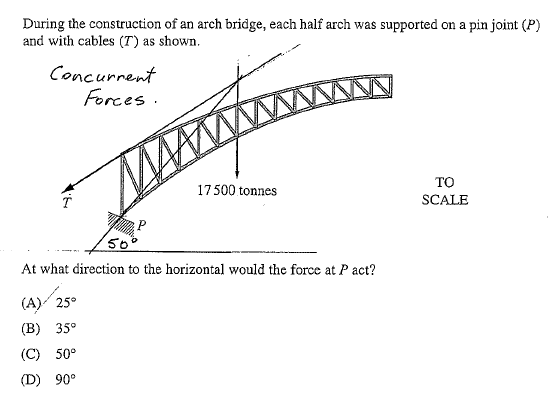 During the construction of an arch bridge, each half arch was supported on a pin joint (P)
and with cables (T) as shown.
Concurrent
Forces.
17500 tonnes
TO
SCALE
T
P
50°
At what direction to the horizontal would the force at P act?
(A) 25°
(B) 35°
(C) 50°
(D) 90°